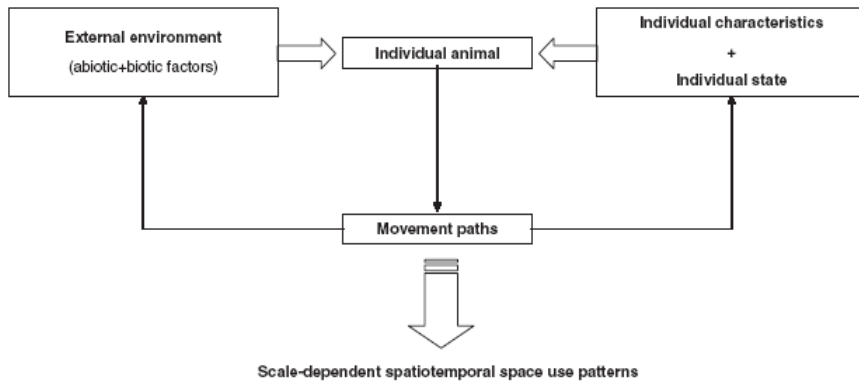 External environment
(abiotic+biotic factors)
Individual animal
Individual characteristics
+
Individual state
Movement paths
Scale-dependent spatiotemporal space use patterns